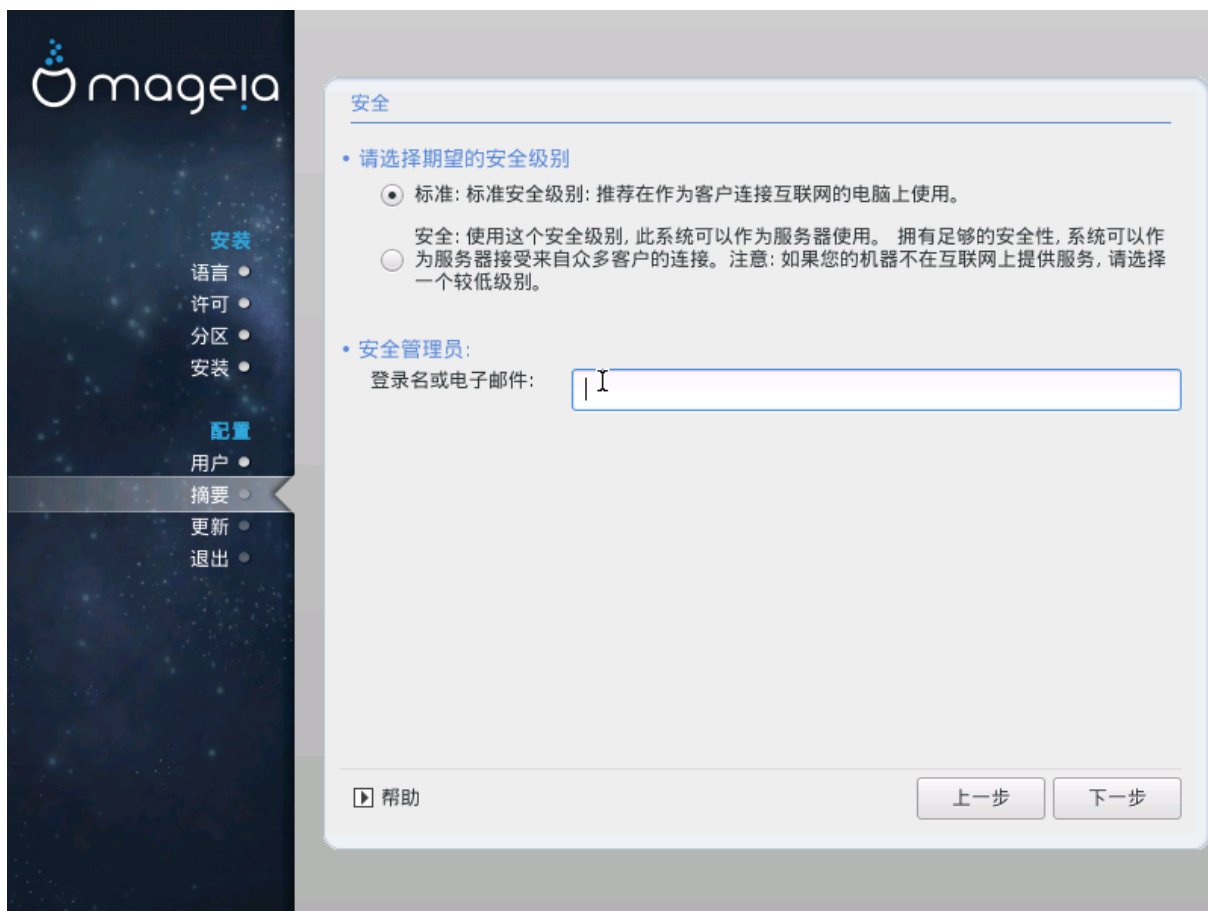 mageia
安装
语言
许可
分区
安装
配置
用户
摘要
更新
退出
安全
• 请选择期望的安全级别
标准: 标准安全级别: 推荐在作为客户连接互联网的电脑上使用。
安全: 使用这个安全级别, 此系统可以作为服务器使用。 拥有足够的安全性, 系统可以作
为服务器接受来自众多客户的连接。注意: 如果您的机器不在互联网上提供服务, 请选择
一个较低级别。
• 安全管理员:
登录名或电子邮件:
帮助
上一步
下一步